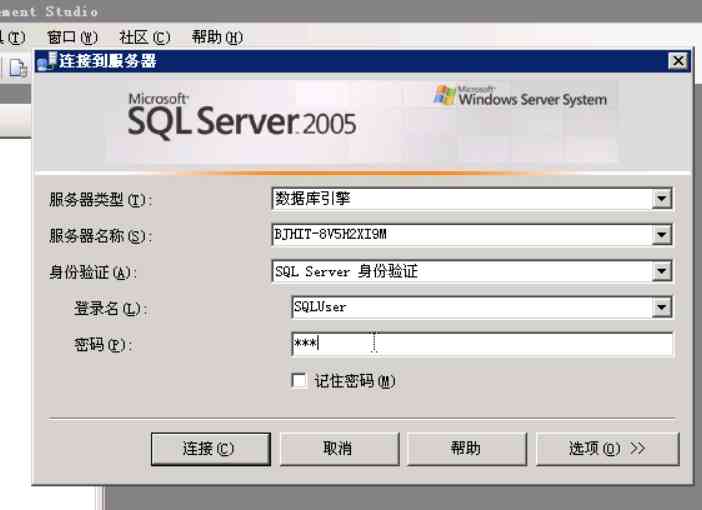 ement Studio
(T) 窗口(W) 社区(C) 帮助(H)
连接到服务器
Microsoft
SQL Server 2005
Microsoft
Windows Server System
服务器类型(T): 数据库引擎
服务器名称(S): BJHIT-8V5H2XI9M
身份验证(A): SQL Server 身份验证
登录名(L): SQLUser
密码(P): ***
记住密码(M)
连接(C) 取消 帮助 选项(O) >>